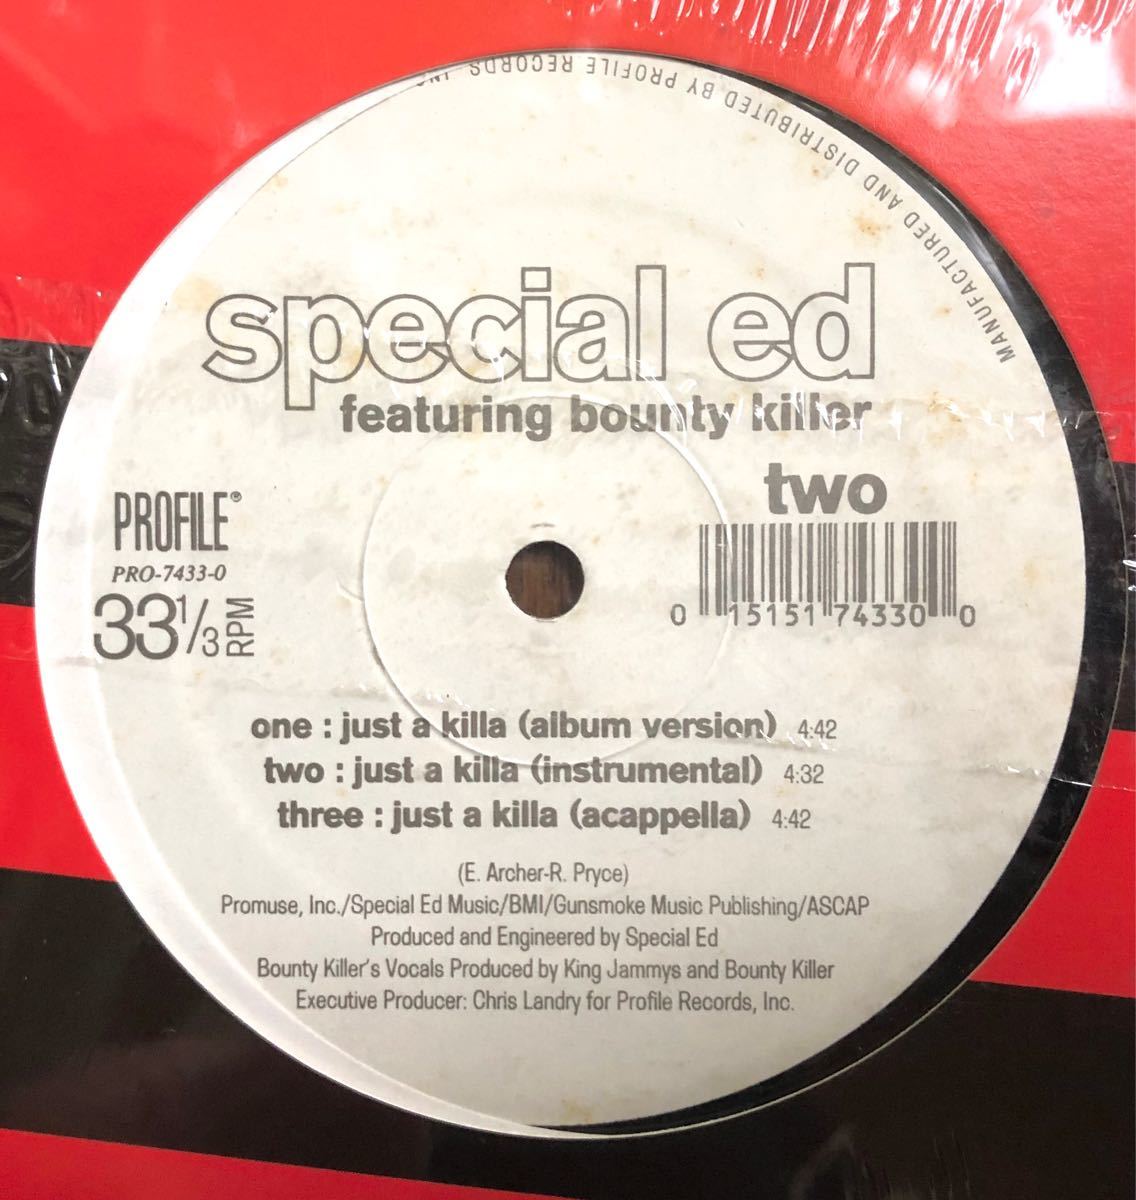 MANUFACTURED AND DISTRIBUTED BY PROFILE RECORDS, INC
special ed
featuring bounty killer
two
PROFILE®
PRO-7433-0
33 1/3 RPM
0 15151 74330 0
one : just a killa (album version) 4:42
two : just a killa (instrumental) 4:32
three : just a killa (acappella) 4:42
(E. Archer-R. Pryce)
Promuse, Inc./Special Ed Music/BMI/Gunsmoke Music Publishing/ASCAP
Produced and Engineered by Special Ed
Bounty Killer's Vocals Produced by King Jammys and Bounty Killer
Executive Producer: Chris Landry for Profile Records, Inc.